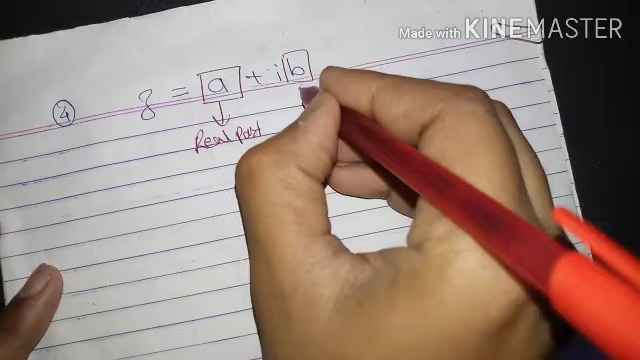 Made with KINEMASTER
④ z = a + ib
Real Part